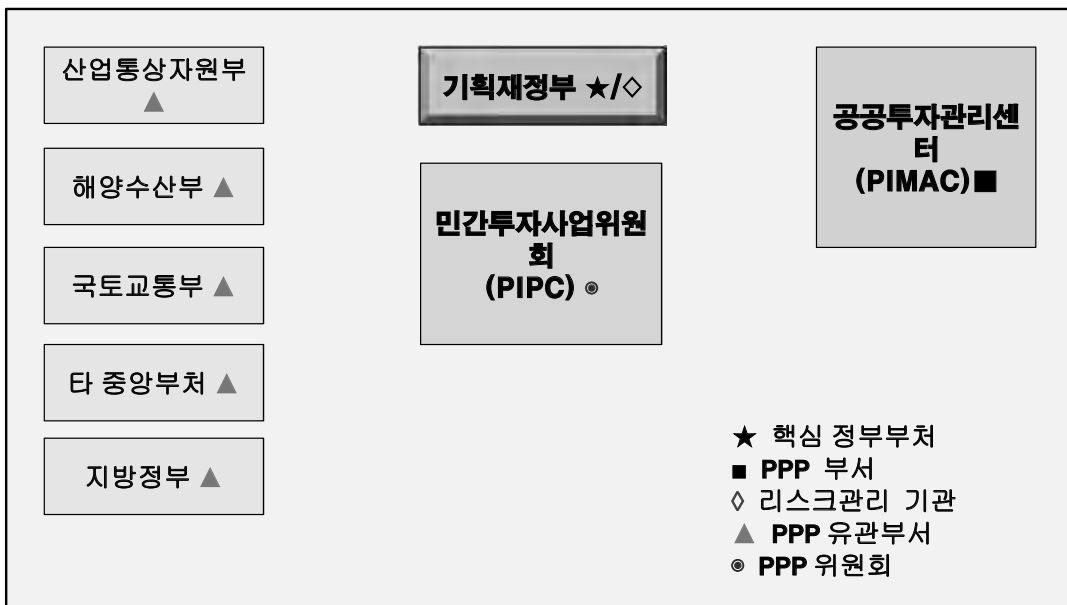 산업통상자원부
▲
해양수산부 ▲
국토교통부 ▲
타 중앙부처 ▲
지방정부 ▲
기획재정부 ★/◇
민간투자사업위원
회
(PIPC) ◉
공공투자관리센
터
(PIMAC)■
★ 핵심 정부부처
■ PPP 부서
◇ 리스크관리 기관
▲ PPP 유관부서
◉ PPP 위원회